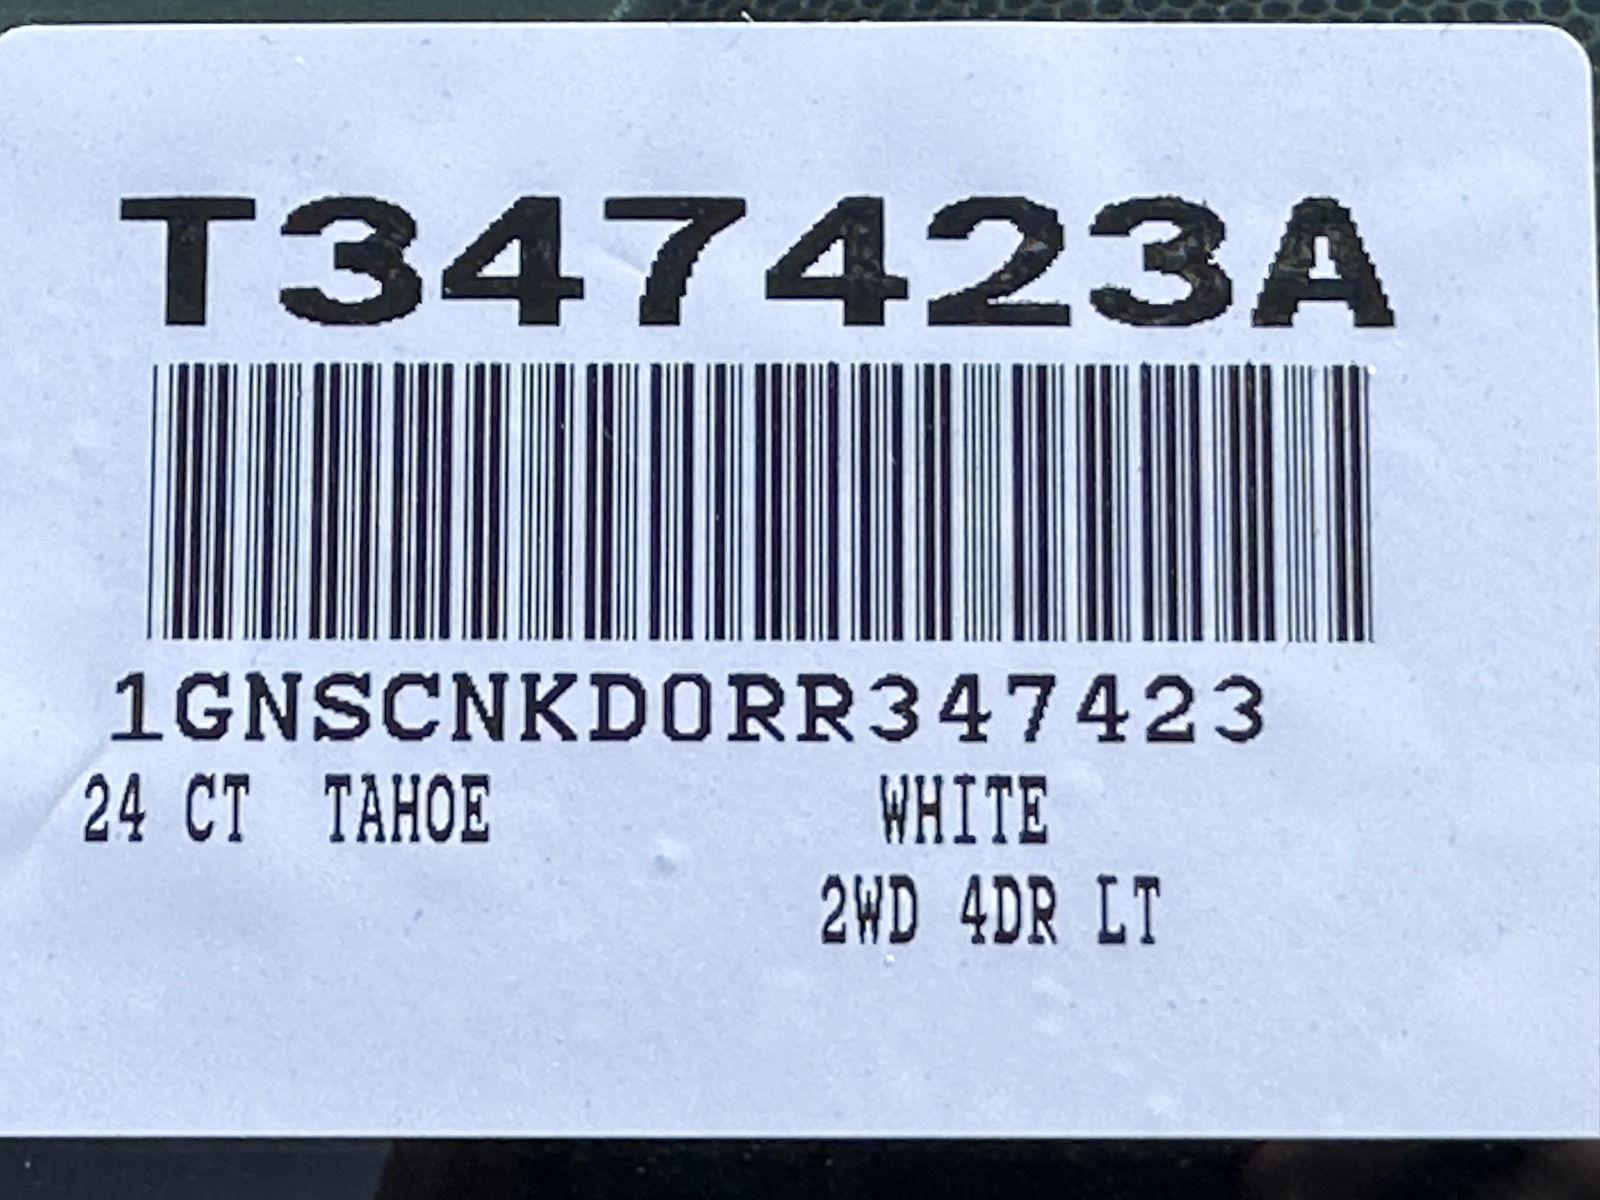 T347423A
1GNSCNKD0RR347423
24 CT TAHOE WHITE
2WD 4DR LT